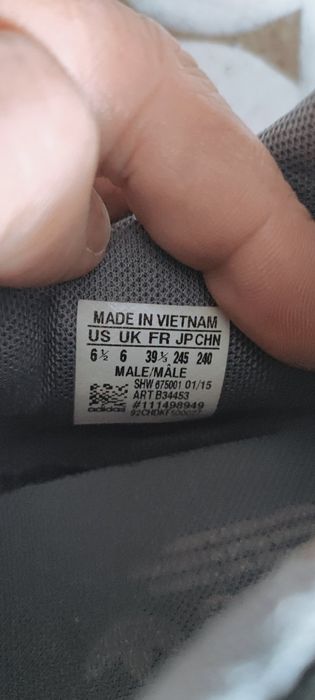 MADE IN VIETNAM
US UK FR JP CHN
6½ 6 39⅓ 245 240
MALE/MÂLE
SHW 675001 01/15
ART B34453
#111498949
adidas